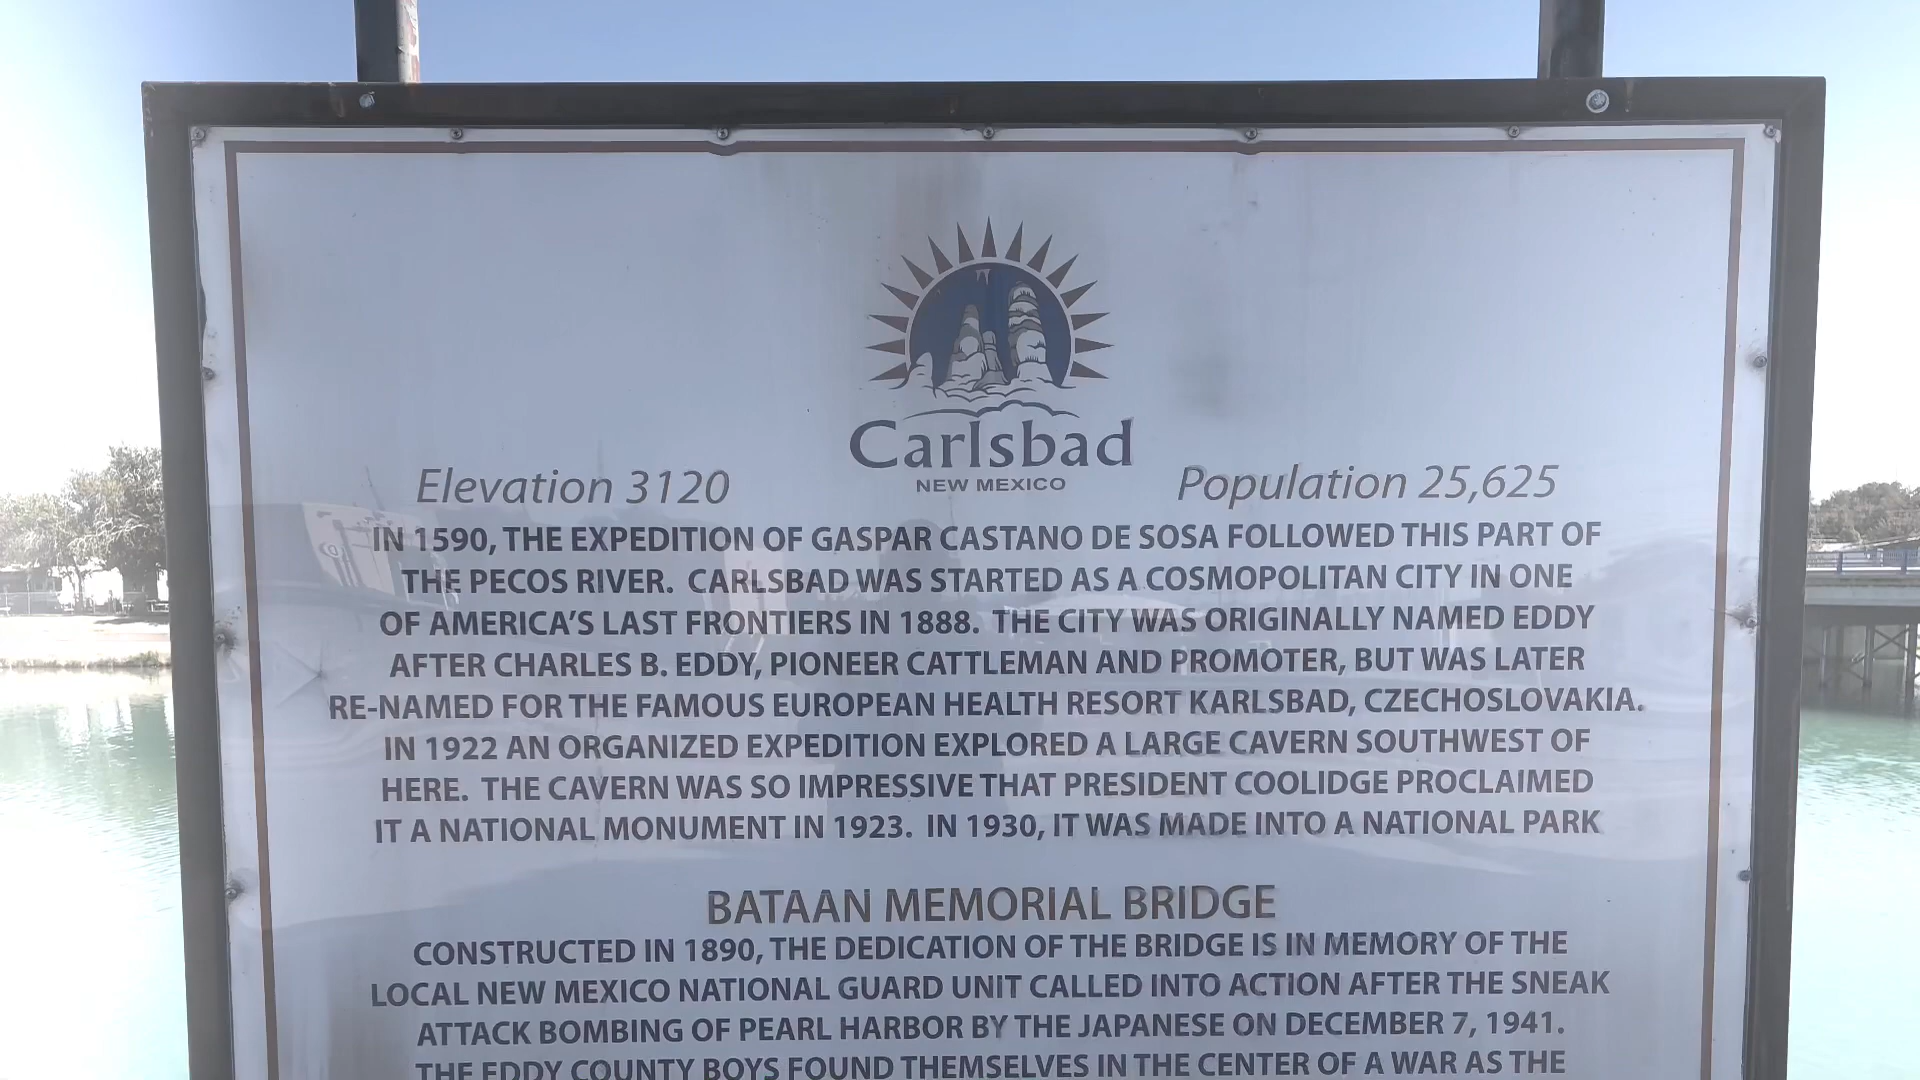 Carlsbad
NEW MEXICO
Elevation 3120
Population 25,625
IN 1590, THE EXPEDITION OF GASPAR CASTANO DE SOSA FOLLOWED THIS PART OF
THE PECOS RIVER. CARLSBAD WAS STARTED AS A COSMOPOLITAN CITY IN ONE
OF AMERICA'S LAST FRONTIERS IN 1888. THE CITY WAS ORIGINALLY NAMED EDDY
AFTER CHARLES B. EDDY, PIONEER CATTLEMAN AND PROMOTER, BUT WAS LATER
RE-NAMED FOR THE FAMOUS EUROPEAN HEALTH RESORT KARLSBAD, CZECHOSLOVAKIA.
IN 1922 AN ORGANIZED EXPEDITION EXPLORED A LARGE CAVERN SOUTHWEST OF
HERE. THE CAVERN WAS SO IMPRESSIVE THAT PRESIDENT COOLIDGE PROCLAIMED
IT A NATIONAL MONUMENT IN 1923. IN 1930, IT WAS MADE INTO A NATIONAL PARK
BATAAN MEMORIAL BRIDGE
CONSTRUCTED IN 1890, THE DEDICATION OF THE BRIDGE IS IN MEMORY OF THE
LOCAL NEW MEXICO NATIONAL GUARD UNIT CALLED INTO ACTION AFTER THE SNEAK
ATTACK BOMBING OF PEARL HARBOR BY THE JAPANESE ON DECEMBER 7, 1941.
THE EDDY COUNTY BOYS FOUND THEMSELVES IN THE CENTER OF A WAR AS THE